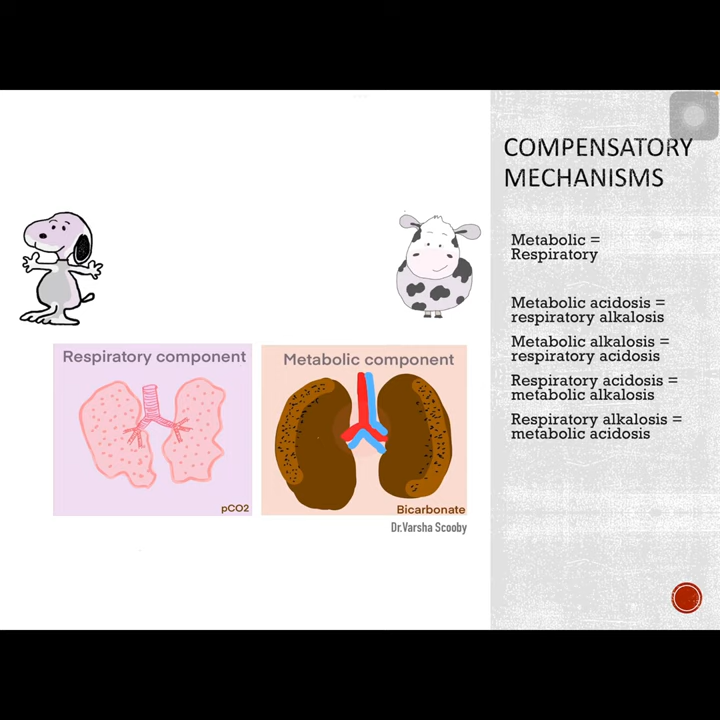 COMPENSATORY
MECHANISMS
Metabolic =
Respiratory
Metabolic acidosis =
respiratory alkalosis
Metabolic alkalosis =
respiratory acidosis
Respiratory acidosis =
metabolic alkalosis
Respiratory alkalosis =
metabolic acidosis
Respiratory component
pCO2
Metabolic component
Bicarbonate
Dr.Varsha Scooby